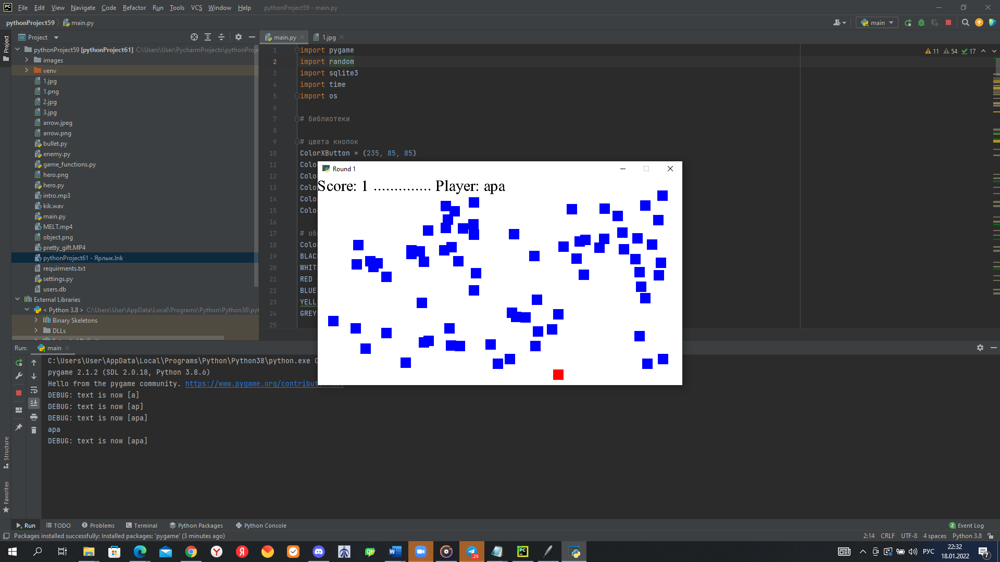 PC File Edit View Navigate Code Refactor Run Tools VCS Window Help pythonProject59 - main.py
pythonProject59 main.py
main
Project
Project
main.py
1.jpg
pythonProject59 [pythonProject61] C:\Users\User\PycharmProjects\pythonProje
images
venv
1.jpg
1.png
2.jpg
3.jpg
arrow.jpeg
arrow.png
bullet.py
enemy.py
game_functions.py
hero.png
hero.py
intro.mp3
kik.wav
main.py
MELT.mp4
object.png
pretty_gift.MP4
pythonProject61 - Ярлык.lnk
requirments.txt
settings.py
users.db
External Libraries
< Python 3.8 > C:\Users\User\AppData\Local\Programs\Python\Python38\pyt
Binary Skeletons
DLLs
11 54 17
1 import pygame
2 import random
3 import sqlite3
4 import time
5 import os
6
7 # библиотеки
8
9 # цвета кнопок
10 ColorXButton = (235, 85, 85)
11 Colo
12 Colo
13 Colo
14 Colo
15 Colo
16
17 # об
18 Colo
19 BLAC
20 WHIT
21 RED
22 BLUE
23 YELL
24 GREY
25
Round 1
Score: 1 .............. Player: apa
Run: main
C:\Users\User\AppData\Local\Programs\Python\Python38\python.exe C
pygame 2.1.2 (SDL 2.0.18, Python 3.8.6)
Hello from the pygame community. https://www.pygame.org/contribut
DEBUG: text is now [a]
DEBUG: text is now [ap]
DEBUG: text is now [apa]
apa
DEBUG: text is now [apa]
Structure
Favorites
Run TODO Problems Terminal Python Packages Python Console
2 Event Log
Packages installed successfully: Installed packages: 'pygame' (3 minutes ago)
2:14 CRLF UTF-8 4 spaces Python 3.8
РУС
22:32
18.01.2022
7